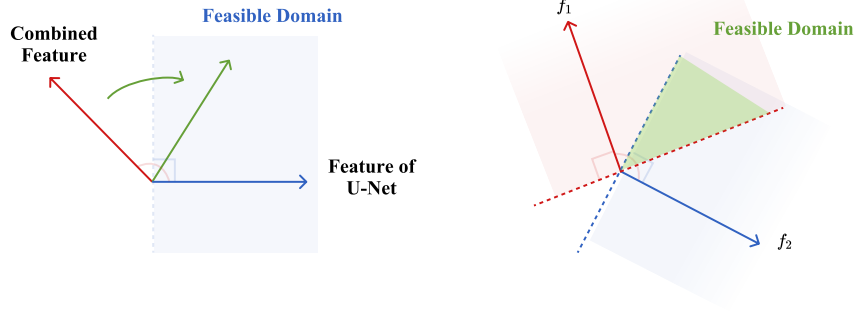 Feasible Domain
Combined
Feature
Feature of
U-Net
f₁
Feasible Domain
f₂